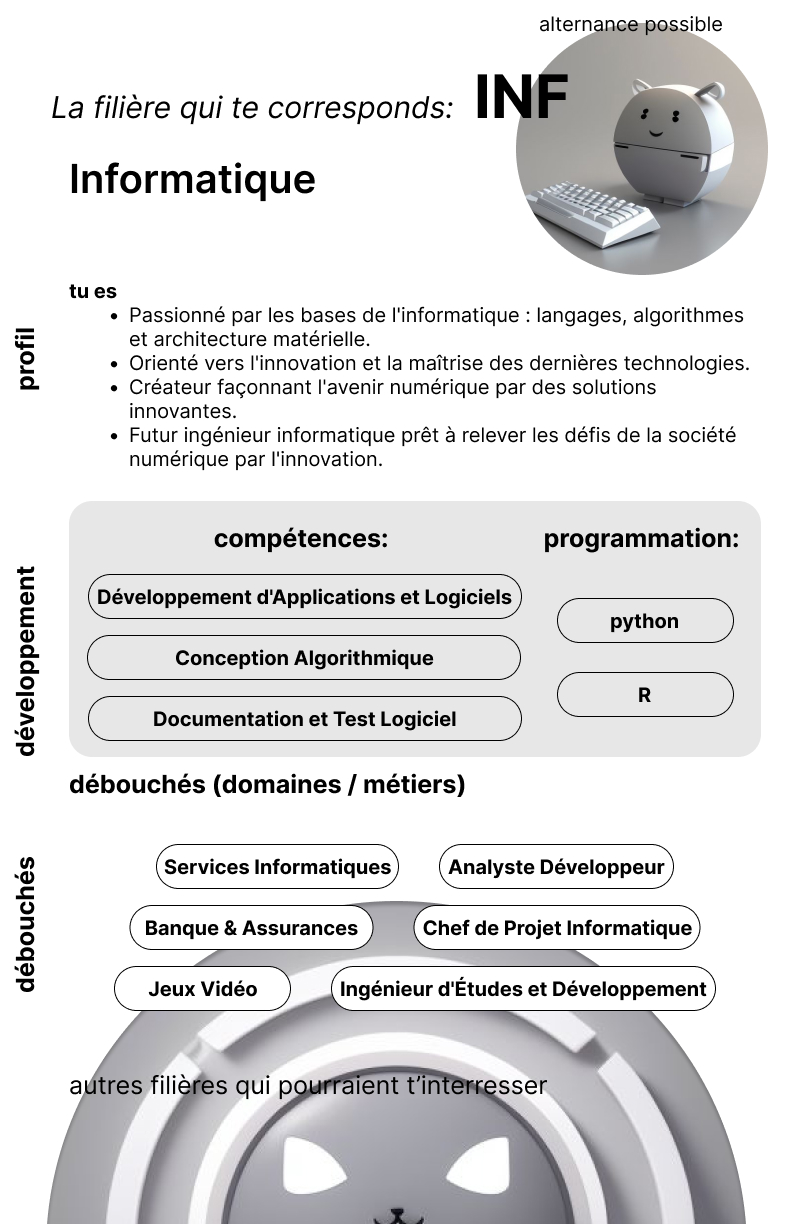 alternance possible
La filière qui te corresponds: INF
Informatique
profil
tu es
• Passionné par les bases de l'informatique : langages, algorithmes
et architecture matérielle.
• Orienté vers l'innovation et la maîtrise des dernières technologies.
• Créateur façonnant l'avenir numérique par des solutions
innovantes.
• Futur ingénieur informatique prêt à relever les défis de la société
numérique par l'innovation.
développement
compétences:
Développement d'Applications et Logiciels
Conception Algorithmique
Documentation et Test Logiciel
programmation:
python
R
débouchés (domaines / métiers)
débouchés
Services Informatiques
Analyste Développeur
Banque & Assurances
Chef de Projet Informatique
Jeux Vidéo
Ingénieur d'Études et Développement
autres filières qui pourraient t’interresser